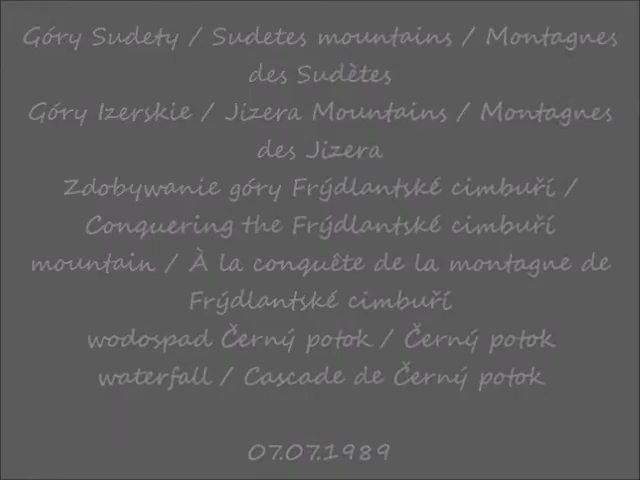 Góry Sudety / Sudetes mountains / Montagnes
des Sudètes
Góry Izerskie / Jizera Mountains / Montagnes
des Jizera
Zdobywanie góry Frýdlantské cimbuří /
Conquering the Frýdlantské cimbuří
mountain / À la conquête de la montagne de
Frýdlantské cimbuří
wodospad Černý potok / Černý potok
waterfall / Cascade de Černý potok
07.07.1989